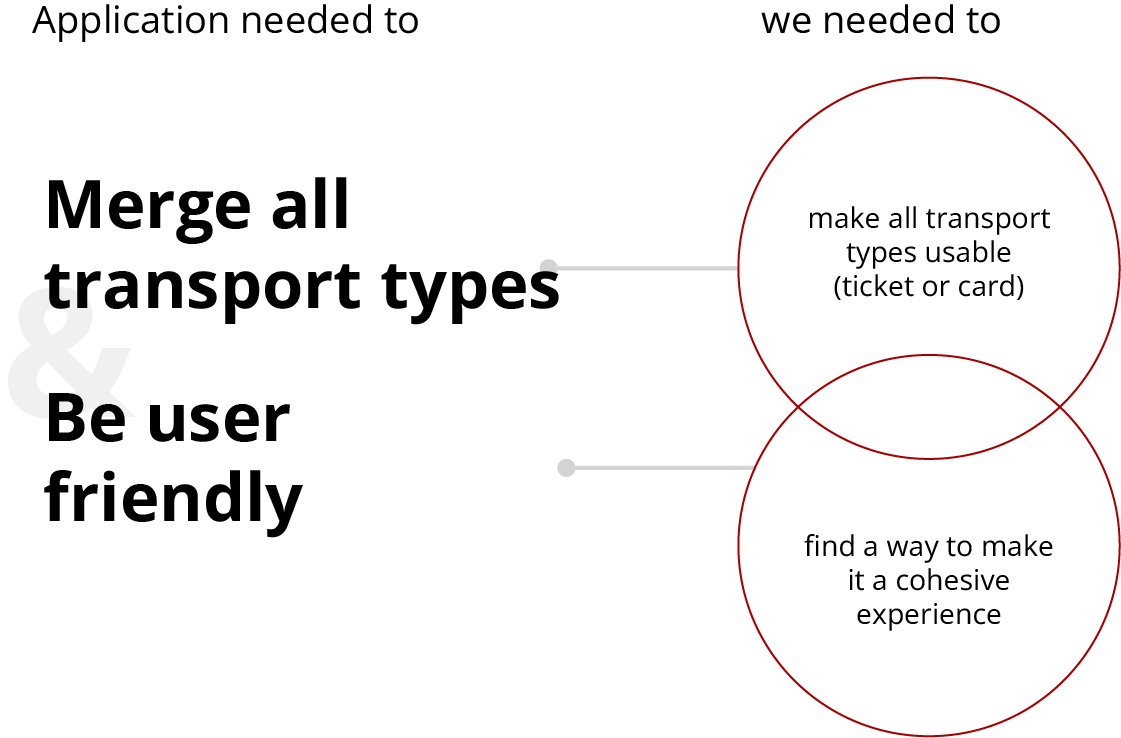 Application needed to
we needed to
Merge all
transport types
&
Be user
friendly
make all transport
types usable
(ticket or card)
find a way to make
it a cohesive
experience